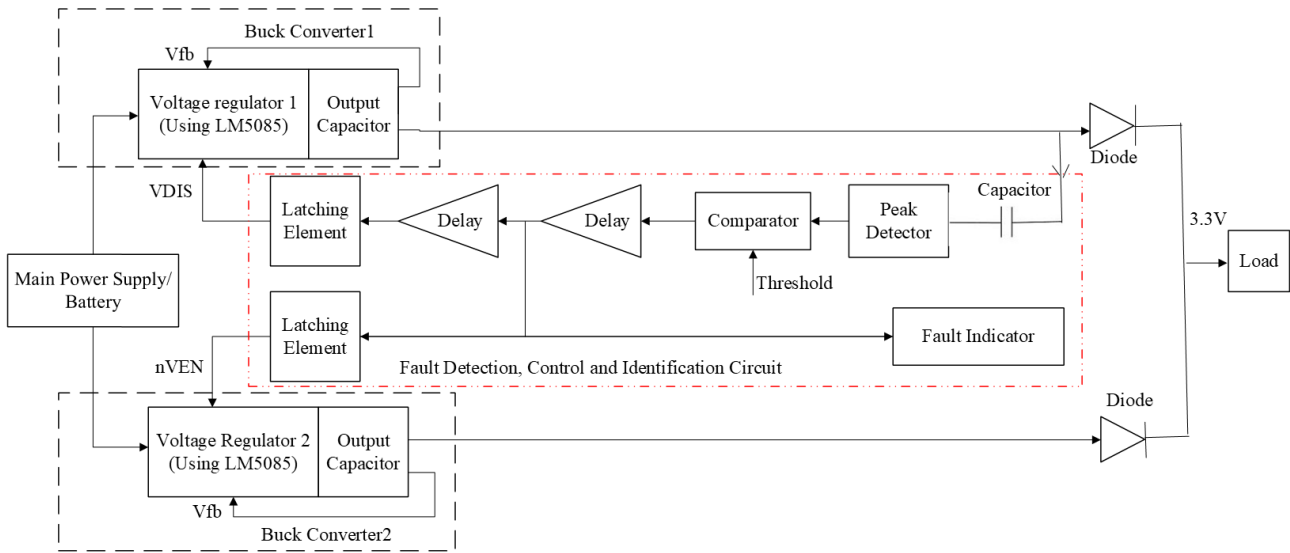 Buck Converter1
Vfb
Voltage regulator 1
(Using LM5085)
Output
Capacitor
Diode
VDIS
Latching
Element
Delay
Delay
Comparator
Peak
Detector
Capacitor
3.3V
Load
Threshold
Main Power Supply/
Battery
Latching
Element
Fault Indicator
nVEN
Fault Detection, Control and Identification Circuit
Diode
Voltage Regulator 2
(Using LM5085)
Output
Capacitor
Vfb
Buck Converter2